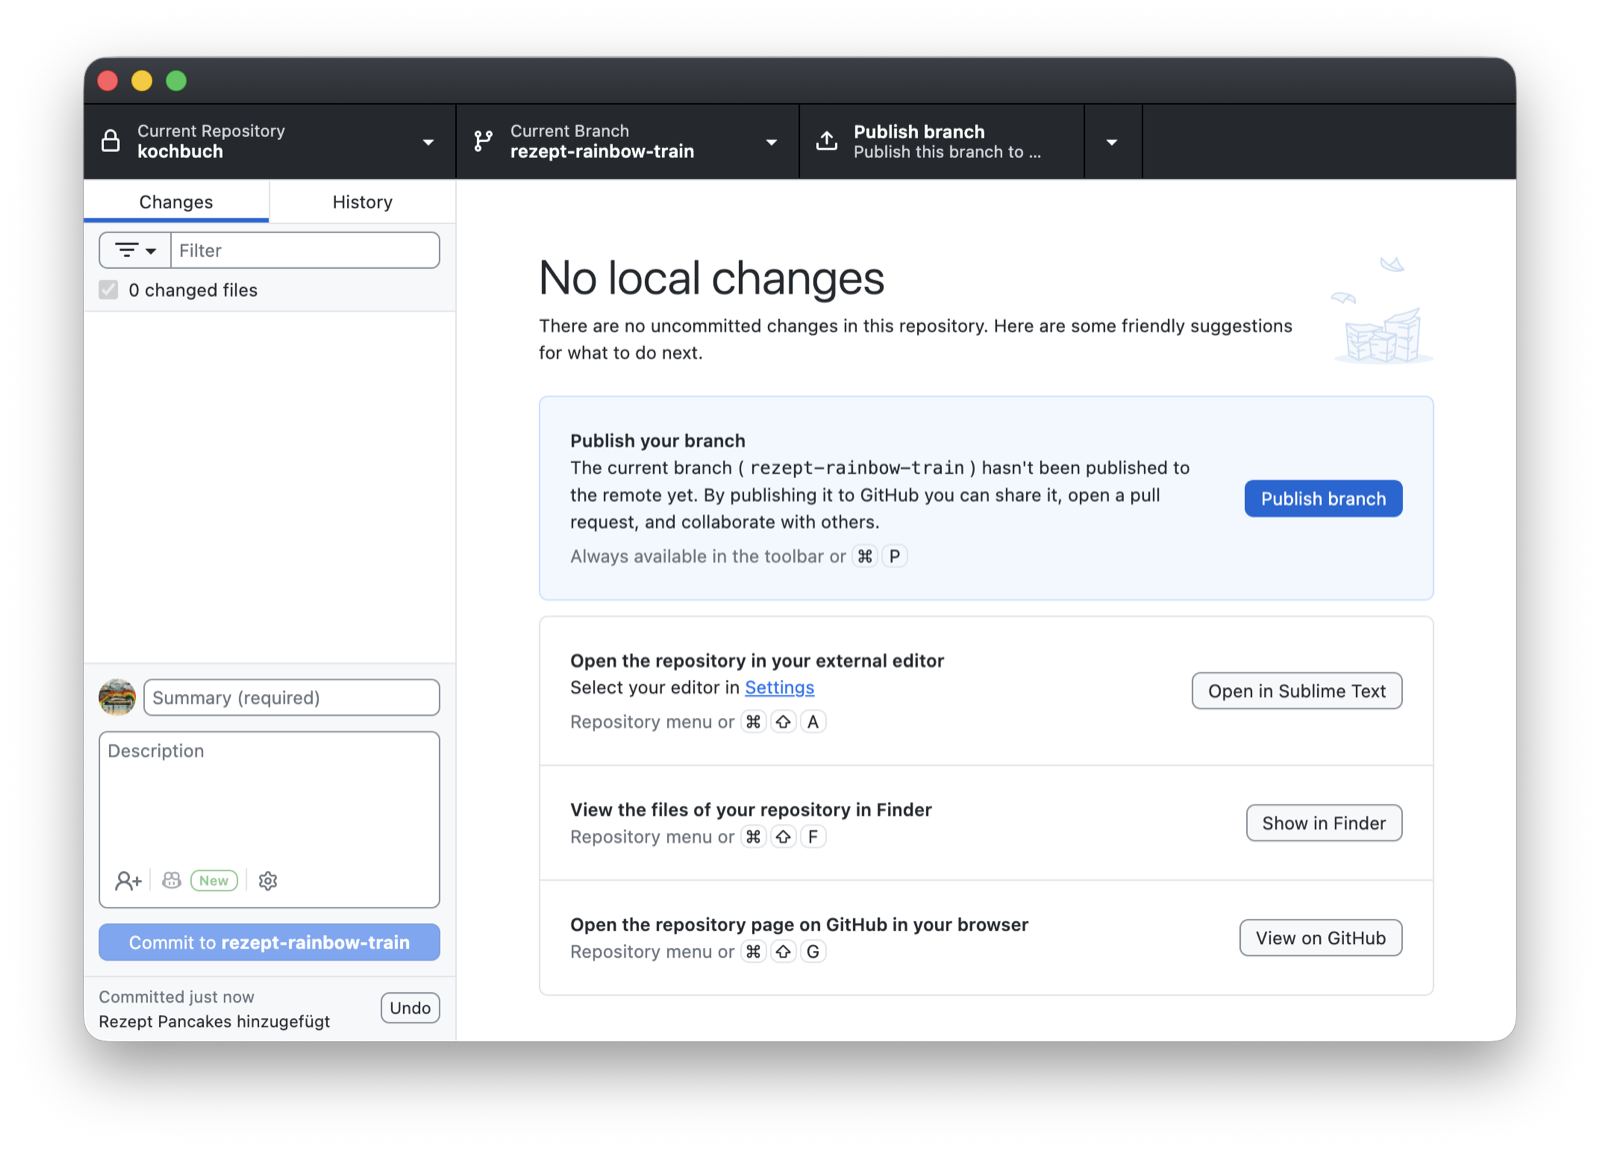 Current Repository
kochbuch
Current Branch
rezept-rainbow-train
Publish branch
Publish this branch to ...
Changes
History
Filter
0 changed files
No local changes
There are no uncommitted changes in this repository. Here are some friendly suggestions
for what to do next.
Publish your branch
The current branch ( rezept-rainbow-train ) hasn't been published to
the remote yet. By publishing it to GitHub you can share it, open a pull
request, and collaborate with others.
Always available in the toolbar or ⌘ P
Publish branch
Open the repository in your external editor
Select your editor in Settings
Repository menu or ⌘ ⇧ A
Open in Sublime Text
View the files of your repository in Finder
Repository menu or ⌘ ⇧ F
Show in Finder
Open the repository page on GitHub in your browser
Repository menu or ⌘ ⇧ G
View on GitHub
Summary (required)
Description
New
Commit to rezept-rainbow-train
Committed just now
Rezept Pancakes hinzugefügt
Undo